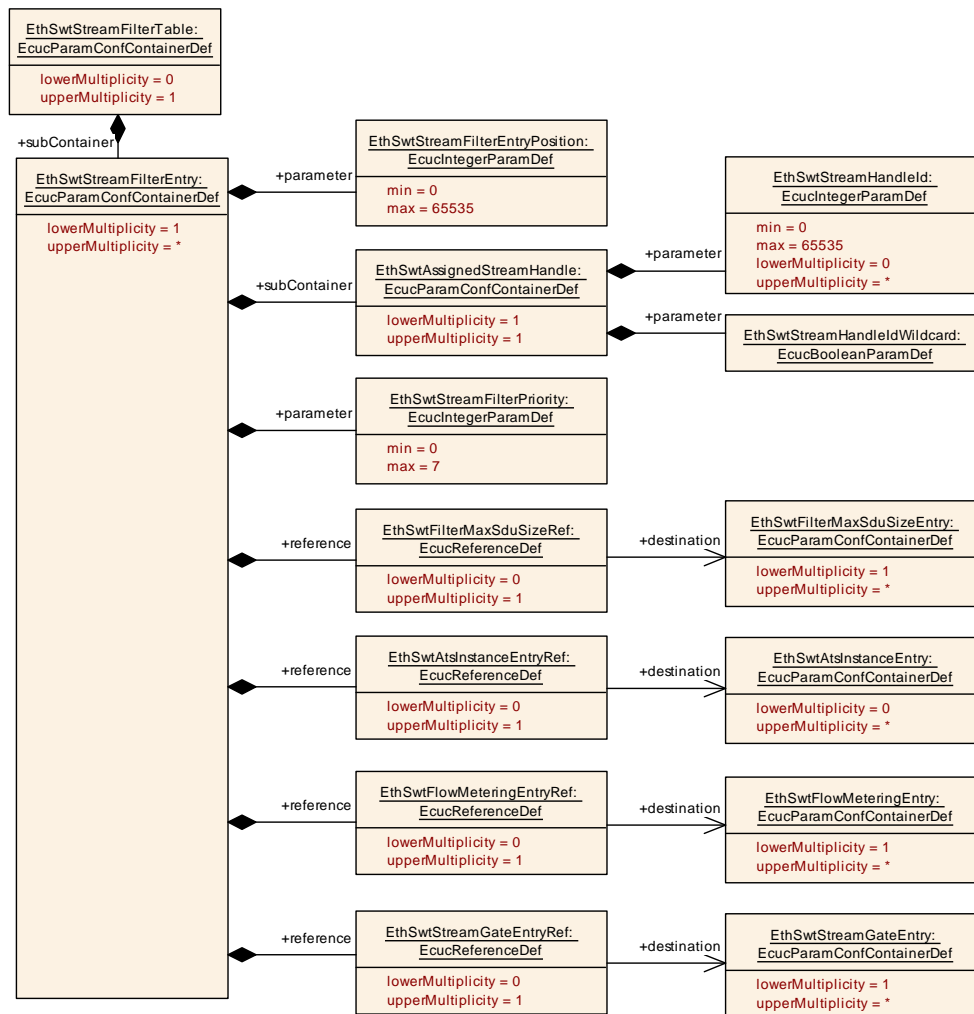 EthSwtStreamFilterTable:
EcucParamConfContainerDef
lowerMultiplicity = 0
upperMultiplicity = 1
+subContainer
EthSwtStreamFilterEntry:
EcucParamConfContainerDef
lowerMultiplicity = 1
upperMultiplicity = *
+parameter
EthSwtStreamFilterEntryPosition:
EcucIntegerParamDef
min = 0
max = 65535
+subContainer
EthSwtAssignedStreamHandle:
EcucParamConfContainerDef
lowerMultiplicity = 1
upperMultiplicity = 1
+parameter
EthSwtStreamHandleId:
EcucIntegerParamDef
min = 0
max = 65535
lowerMultiplicity = 0
upperMultiplicity = *
+parameter
EthSwtStreamHandleIdWildcard:
EcucBooleanParamDef
+parameter
EthSwtStreamFilterPriority:
EcucIntegerParamDef
min = 0
max = 7
+reference
EthSwtFilterMaxSduSizeRef:
EcucReferenceDef
lowerMultiplicity = 0
upperMultiplicity = 1
+destination
EthSwtFilterMaxSduSizeEntry:
EcucParamConfContainerDef
lowerMultiplicity = 1
upperMultiplicity = *
+reference
EthSwtAtsInstanceEntryRef:
EcucReferenceDef
lowerMultiplicity = 0
upperMultiplicity = 1
+destination
EthSwtAtsInstanceEntry:
EcucParamConfContainerDef
lowerMultiplicity = 0
upperMultiplicity = *
+reference
EthSwtFlowMeteringEntryRef:
EcucReferenceDef
lowerMultiplicity = 0
upperMultiplicity = 1
+destination
EthSwtFlowMeteringEntry:
EcucParamConfContainerDef
lowerMultiplicity = 1
upperMultiplicity = *
+reference
EthSwtStreamGateEntryRef:
EcucReferenceDef
lowerMultiplicity = 0
upperMultiplicity = 1
+destination
EthSwtStreamGateEntry:
EcucParamConfContainerDef
lowerMultiplicity = 1
upperMultiplicity = *